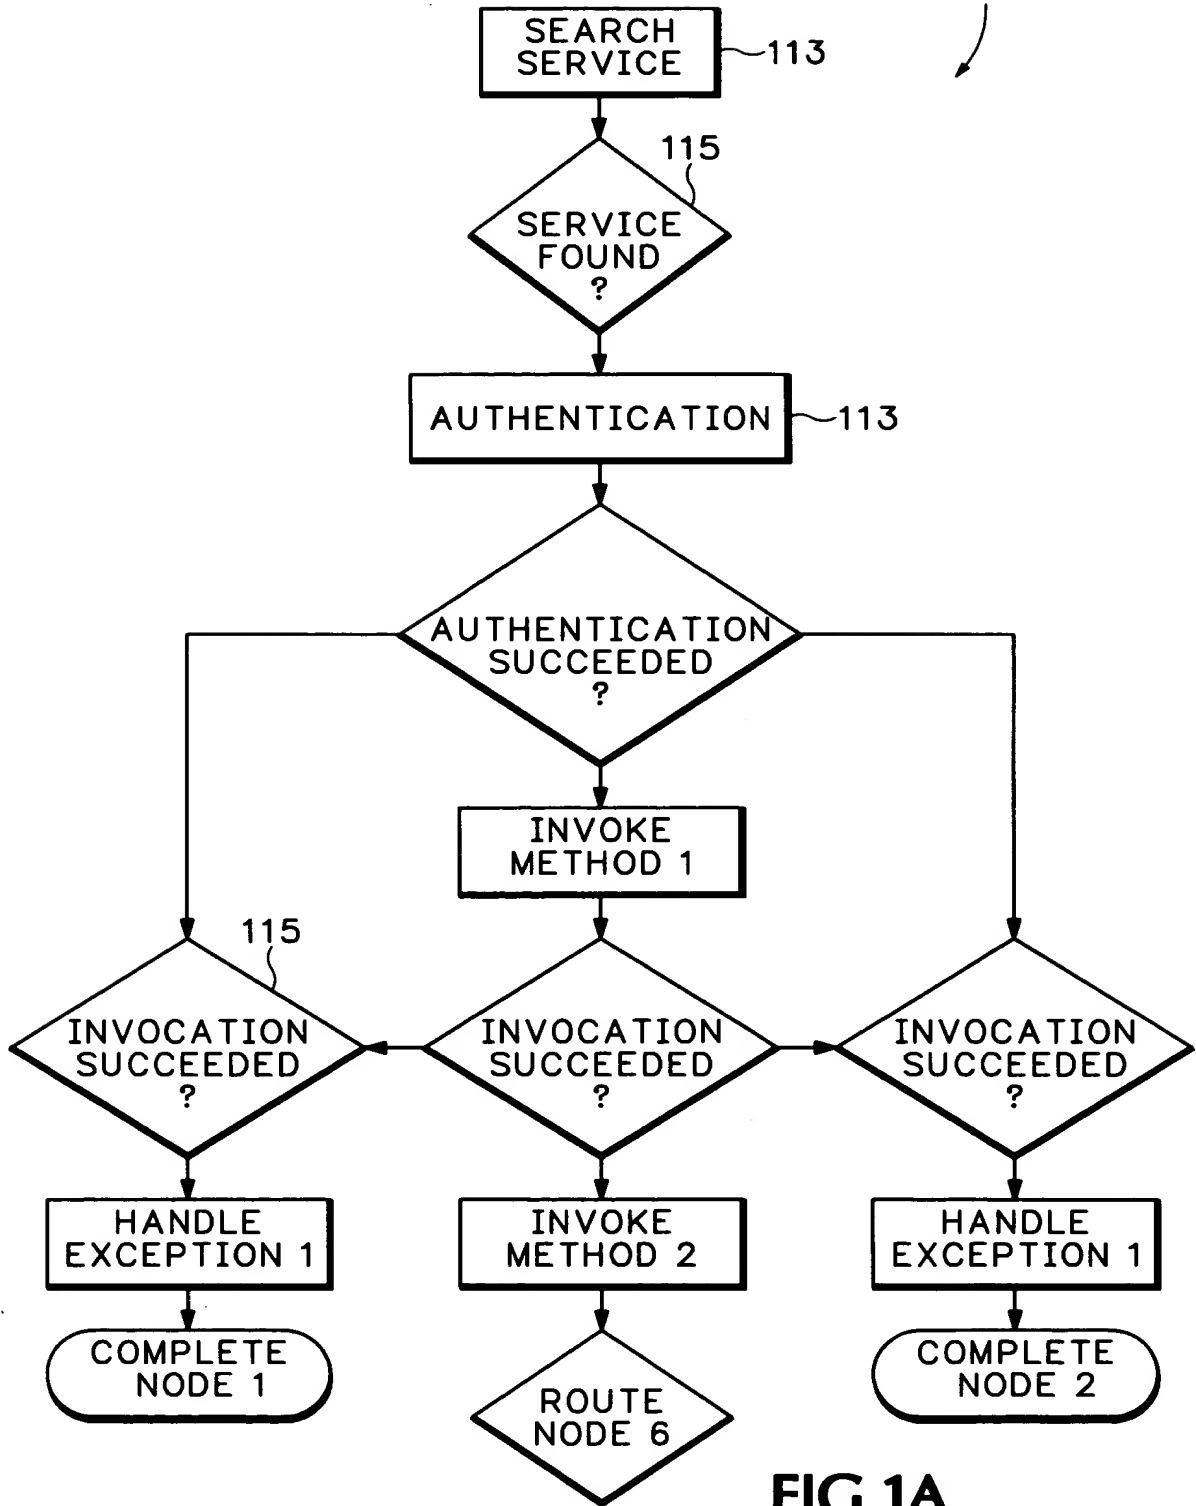 SEARCH
SERVICE
113
115
SERVICE
FOUND
?
AUTHENTICATION
113
AUTHENTICATION
SUCCEEDED
?
INVOKE
METHOD 1
115
INVOCATION
SUCCEEDED
?
INVOCATION
SUCCEEDED
?
INVOCATION
SUCCEEDED
?
HANDLE
EXCEPTION 1
INVOKE
METHOD 2
HANDLE
EXCEPTION 1
COMPLETE
NODE 1
ROUTE
NODE 6
COMPLETE
NODE 2
FIG 1A